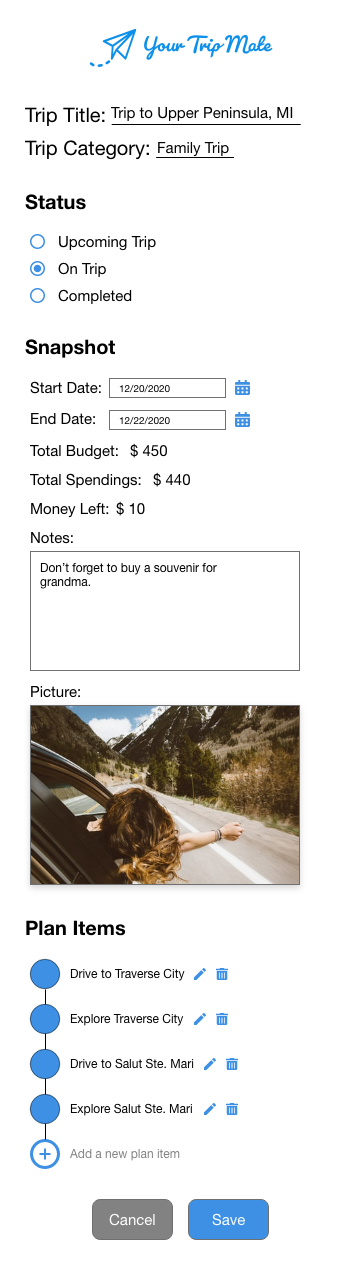 Your Trip Mate
Trip Title: Trip to Upper Peninsula, MI
Trip Category: Family Trip
Status
Upcoming Trip
On Trip
Completed
Snapshot
Start Date: 12/20/2020
End Date: 12/22/2020
Total Budget: $ 450
Total Spendings: $ 440
Money Left: $ 10
Notes:
Don’t forget to buy a souvenir for
grandma.
Picture:
Plan Items
Drive to Traverse City
Explore Traverse City
Drive to Salut Ste. Mari
Explore Salut Ste. Mari
Add a new plan item
Cancel Save